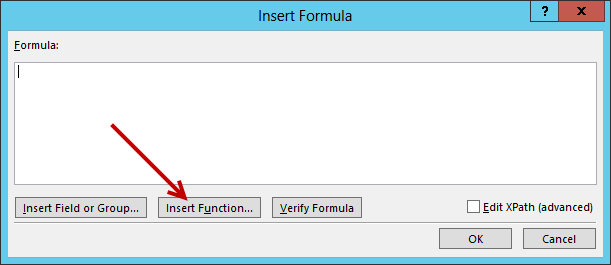 Insert Formula
? x
Formula:
Insert Field or Group... Insert Function... Verify Formula Edit XPath (advanced)
OK Cancel